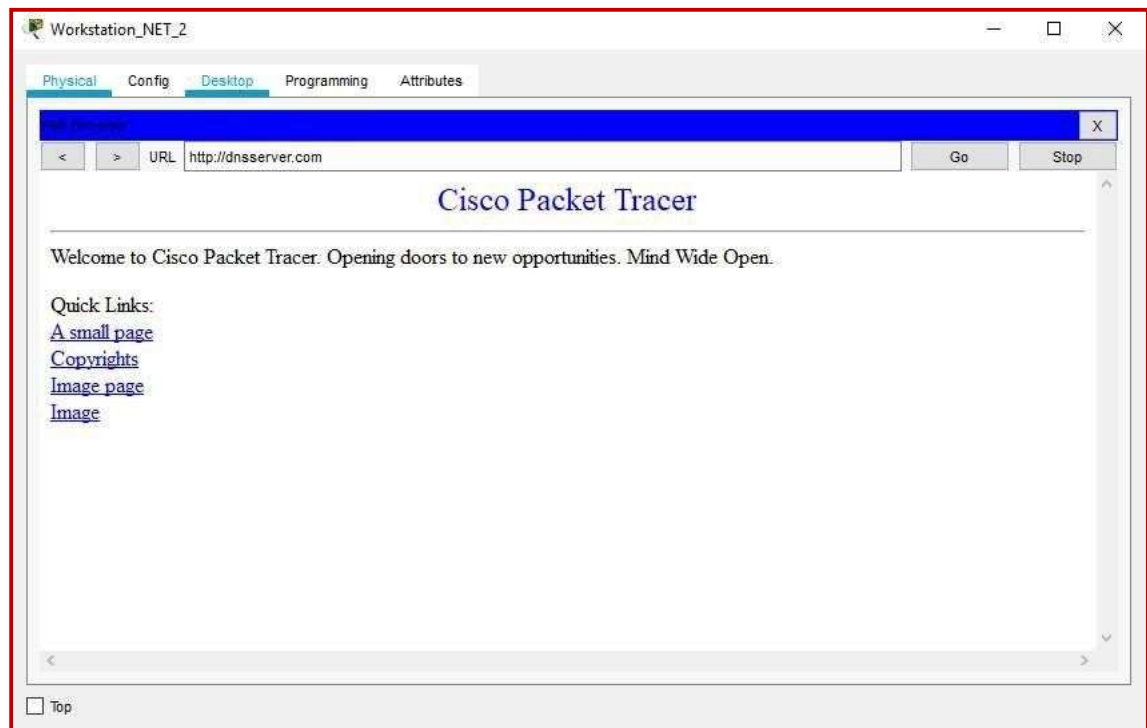 Workstation_NET_2
Physical Config Desktop Programming Attributes
X
< > URL http://dnsserver.com Go Stop
Cisco Packet Tracer
Welcome to Cisco Packet Tracer. Opening doors to new opportunities. Mind Wide Open.
Quick Links:
A small page
Copyrights
Image page
Image
Top